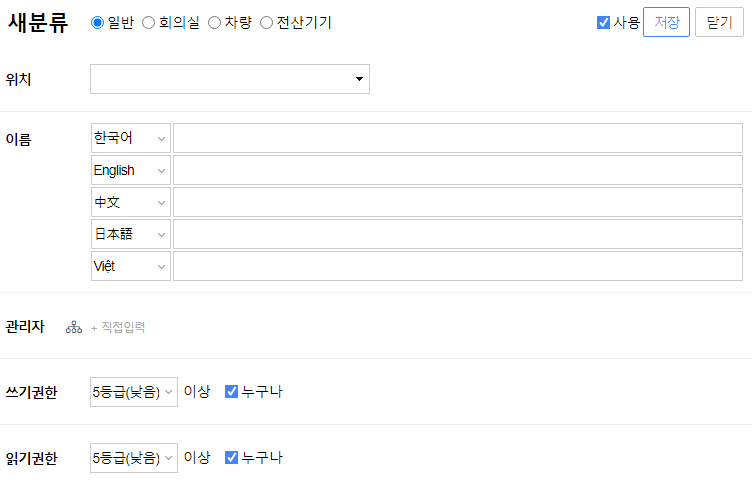 새분류 일반 회의실 차량 전산기기 사용 저장 닫기
위치
이름 한국어
English
中文
日本語
Việt
관리자 + 직접입력
쓰기권한 5등급(낮음) 이상 누구나
읽기권한 5등급(낮음) 이상 누구나